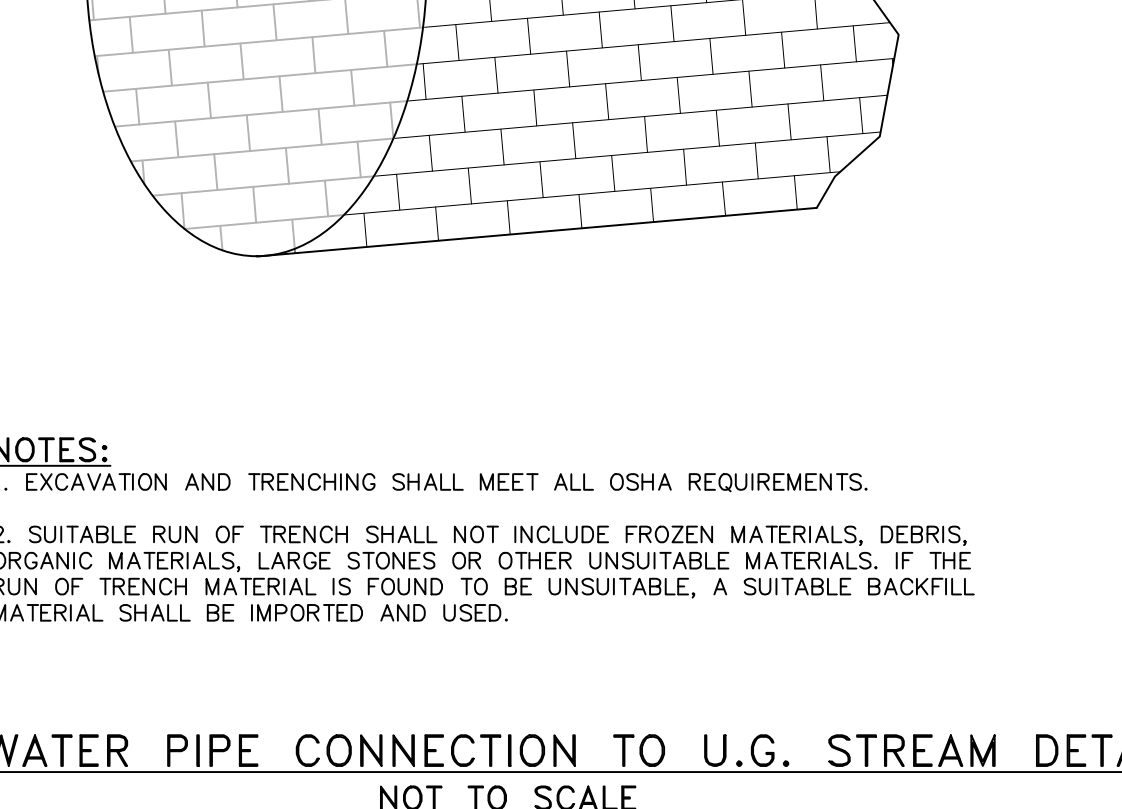 NOTES:
. EXCAVATION AND TRENCHING SHALL MEET ALL OSHA REQUIREMENTS.
2. SUITABLE RUN OF TRENCH SHALL NOT INCLUDE FROZEN MATERIALS, DEBRIS,
ORGANIC MATERIALS, LARGE STONES OR OTHER UNSUITABLE MATERIALS. IF THE
RUN OF TRENCH MATERIAL IS FOUND TO BE UNSUITABLE, A SUITABLE BACKFILL
MATERIAL SHALL BE IMPORTED AND USED.
WATER PIPE CONNECTION TO U.G. STREAM DETA
NOT TO SCALE